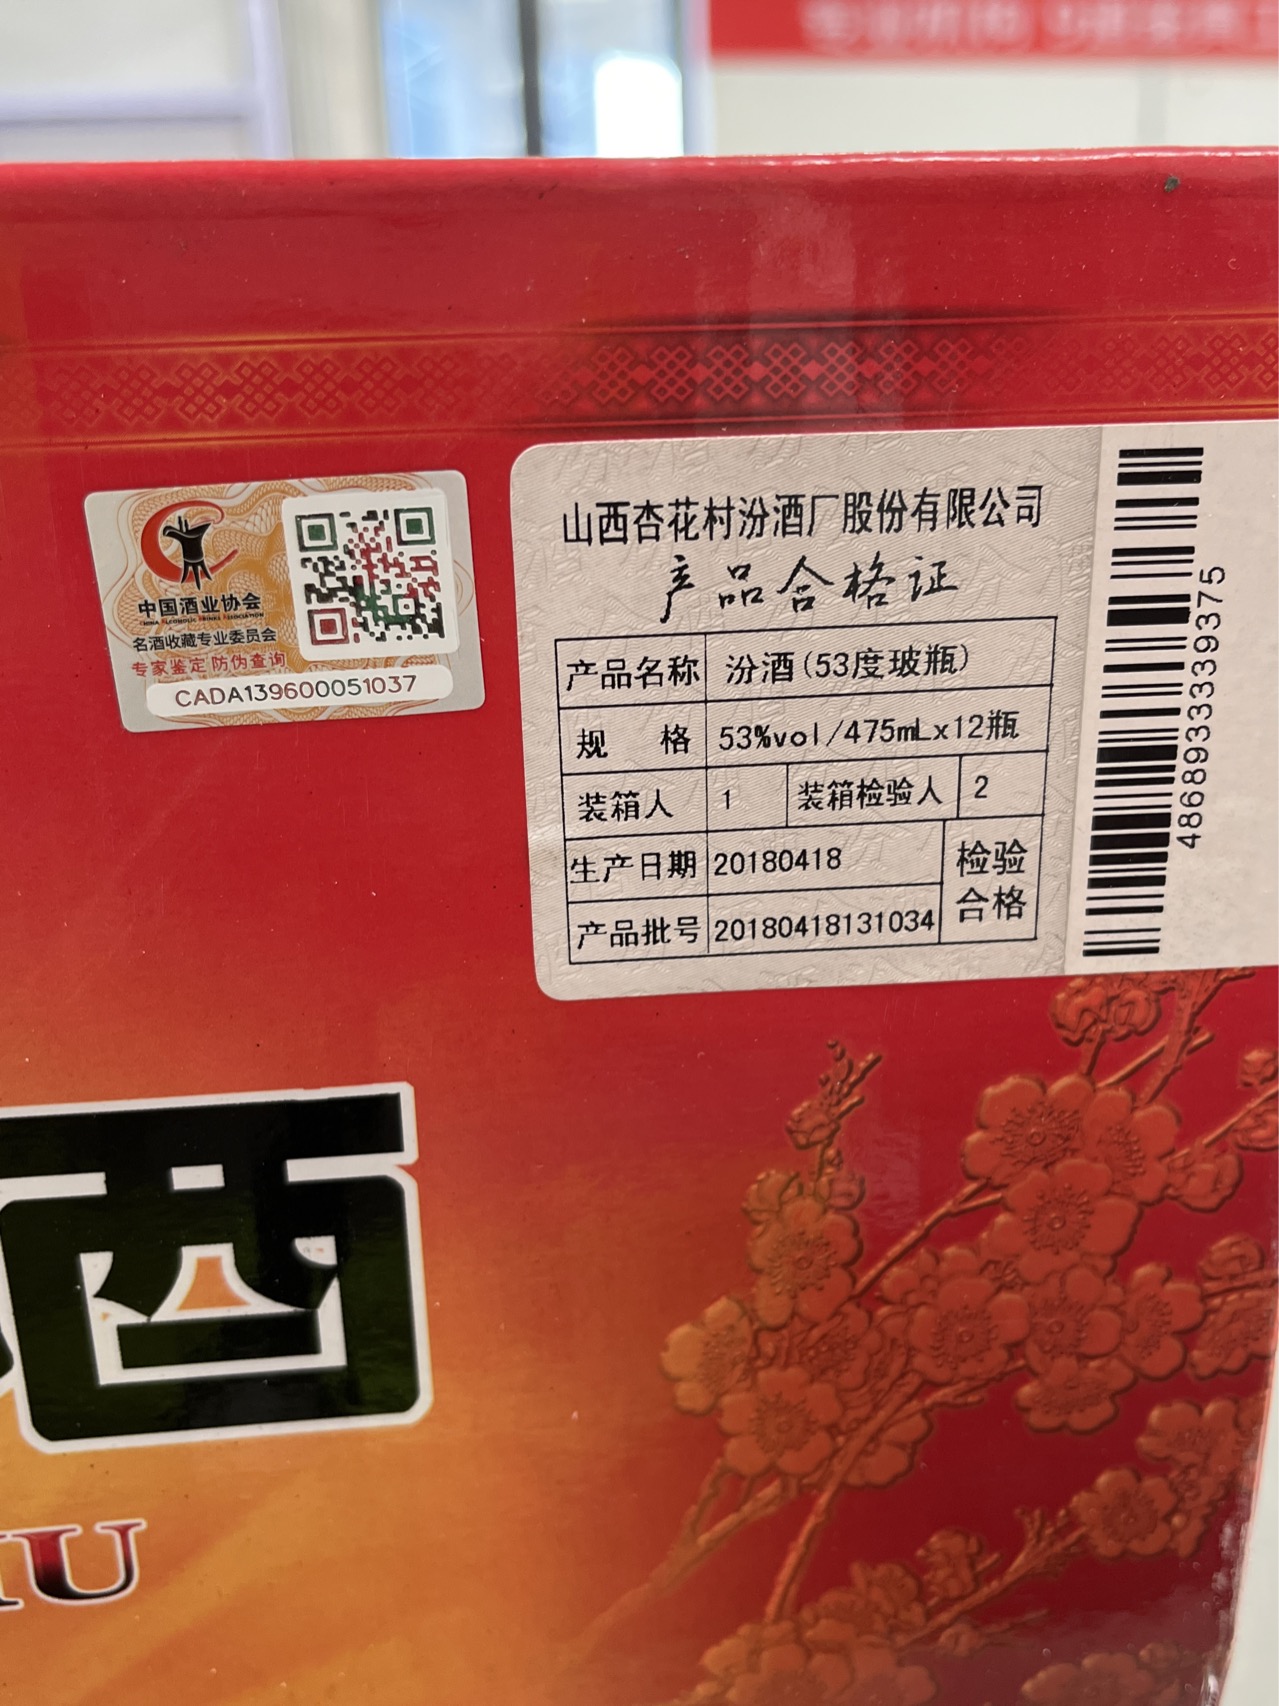 中国酒业协会
CHINA ALCOHOLIC DRINKS ASSOCIATION
名酒收藏专业委员会
专家鉴定防伪查询
CADA139600051037
山西杏花村汾酒厂股份有限公司
产品合格证
产品名称 汾酒(53度玻瓶)
规 格 53%vol/475mLx12瓶
装箱人 1 装箱检验人 2
生产日期 20180418 检验
产品批号 20180418131034 合格
4868933339375